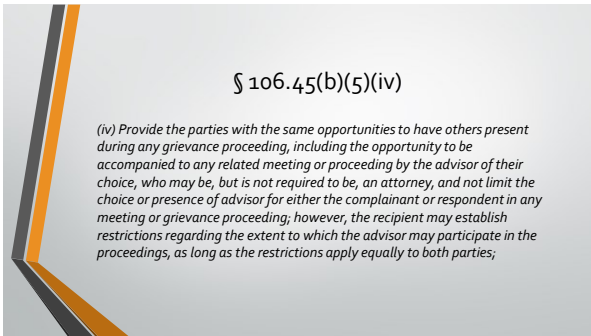 § 106.45(b)(5)(iv)
(iv) Provide the parties with the same opportunities to have others present
during any grievance proceeding, including the opportunity to be
accompanied to any related meeting or proceeding by the advisor of their
choice, who may be, but is not required to be, an attorney, and not limit the
choice or presence of advisor for either the complainant or respondent in any
meeting or grievance proceeding; however, the recipient may establish
restrictions regarding the extent to which the advisor may participate in the
proceedings, as long as the restrictions apply equally to both parties;